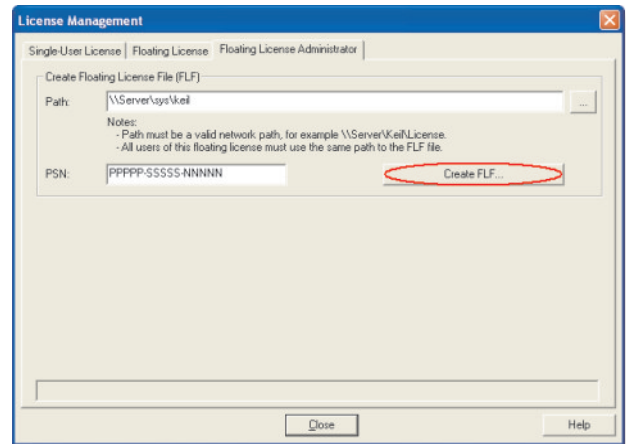 License Management
Single-User License Floating License Floating License Administrator
Create Floating License File (FLF)
Path: \\Server\sys\keil ...
Notes:
- Path must be a valid network path, for example \\Server\Keil\License.
- All users of this floating license must use the same path to the FLF file.
PSN: PPPPP-SSSSS-NNNNN Create FLF...
Close Help